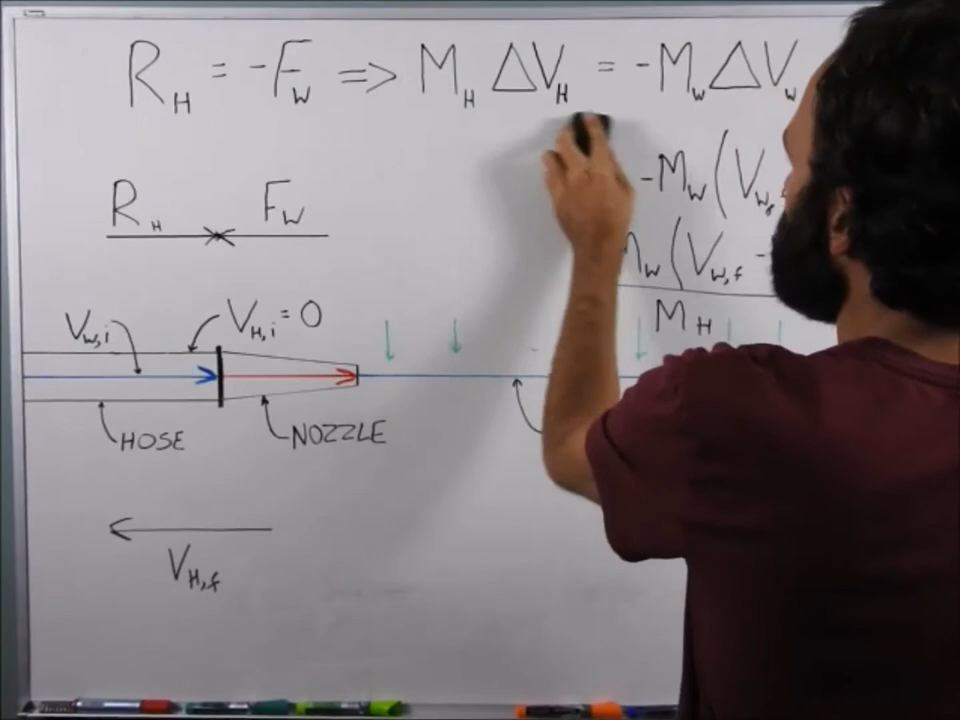 R_H = -F_W => M_H ΔV_H = -M_W ΔV_W
-M_W (V_W,f
R_H F_W
M_W (V_W,f -
M_H
V_W,i V_H,i = 0
HOSE NOZZLE
V_H,f